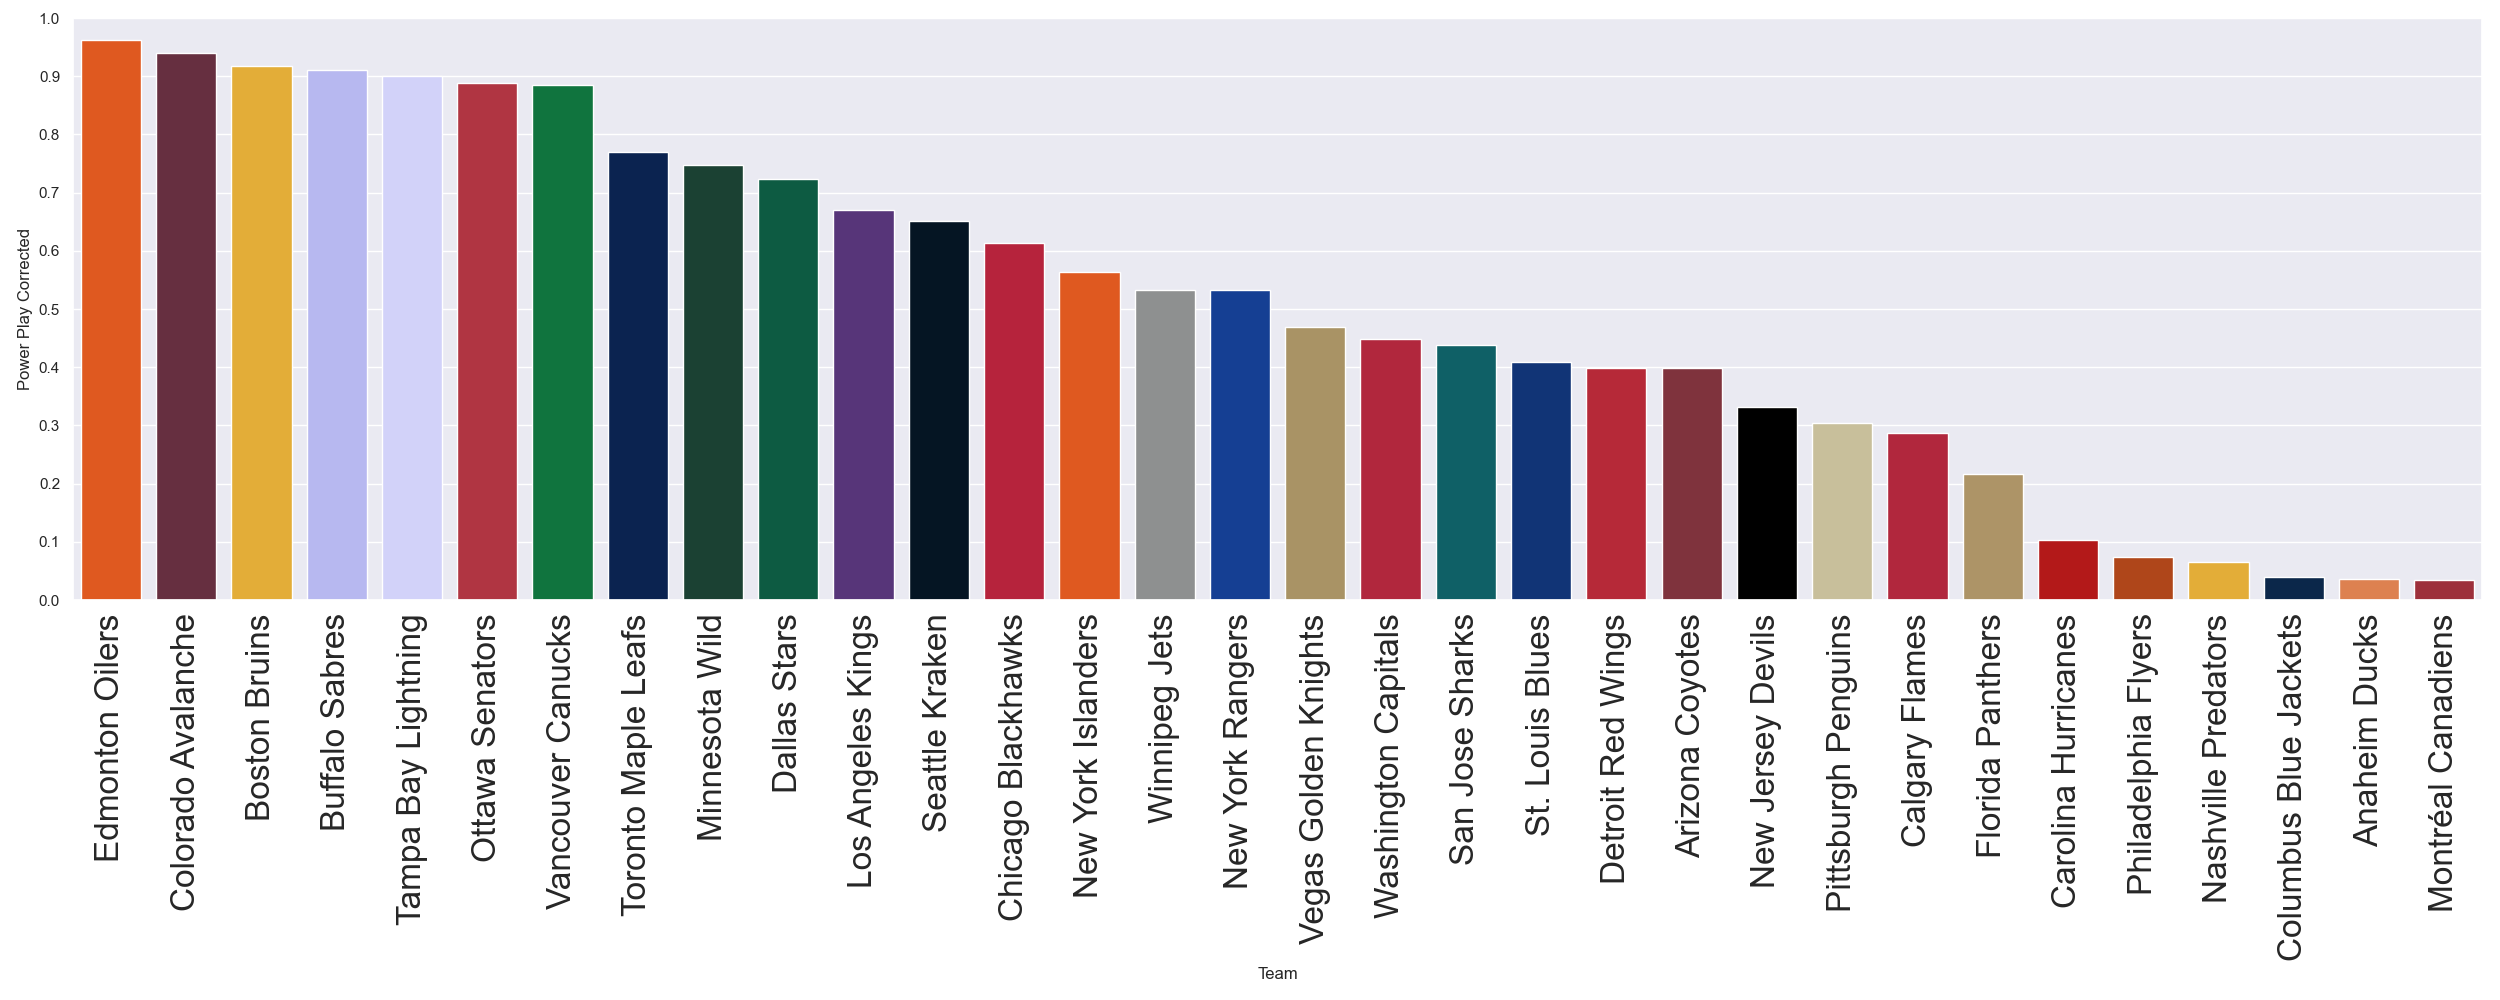 1.0
0.9
0.8
0.7
0.6
0.5
0.4
0.3
0.2
0.1
0.0
Power Play Corrected
Edmonton Oilers
Colorado Avalanche
Boston Bruins
Buffalo Sabres
Tampa Bay Lightning
Ottawa Senators
Vancouver Canucks
Toronto Maple Leafs
Minnesota Wild
Dallas Stars
Los Angeles Kings
Seattle Kraken
Chicago Blackhawks
New York Islanders
Winnipeg Jets
New York Rangers
Vegas Golden Knights
Washington Capitals
San Jose Sharks
St. Louis Blues
Detroit Red Wings
Arizona Coyotes
New Jersey Devils
Pittsburgh Penguins
Calgary Flames
Florida Panthers
Carolina Hurricanes
Philadelphia Flyers
Nashville Predators
Columbus Blue Jackets
Anaheim Ducks
Montréal Canadiens
Team